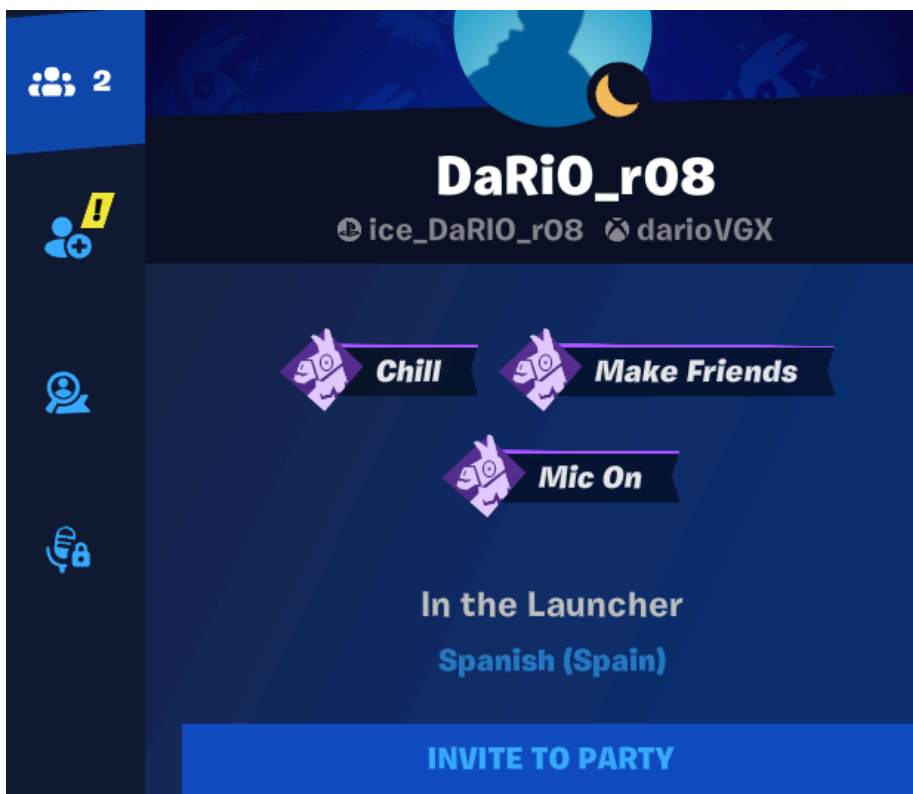 2
!
DaRiO_r08
ice_DaRIO_r08 darioVGX
Chill Make Friends
Mic On
In the Launcher
Spanish (Spain)
INVITE TO PARTY